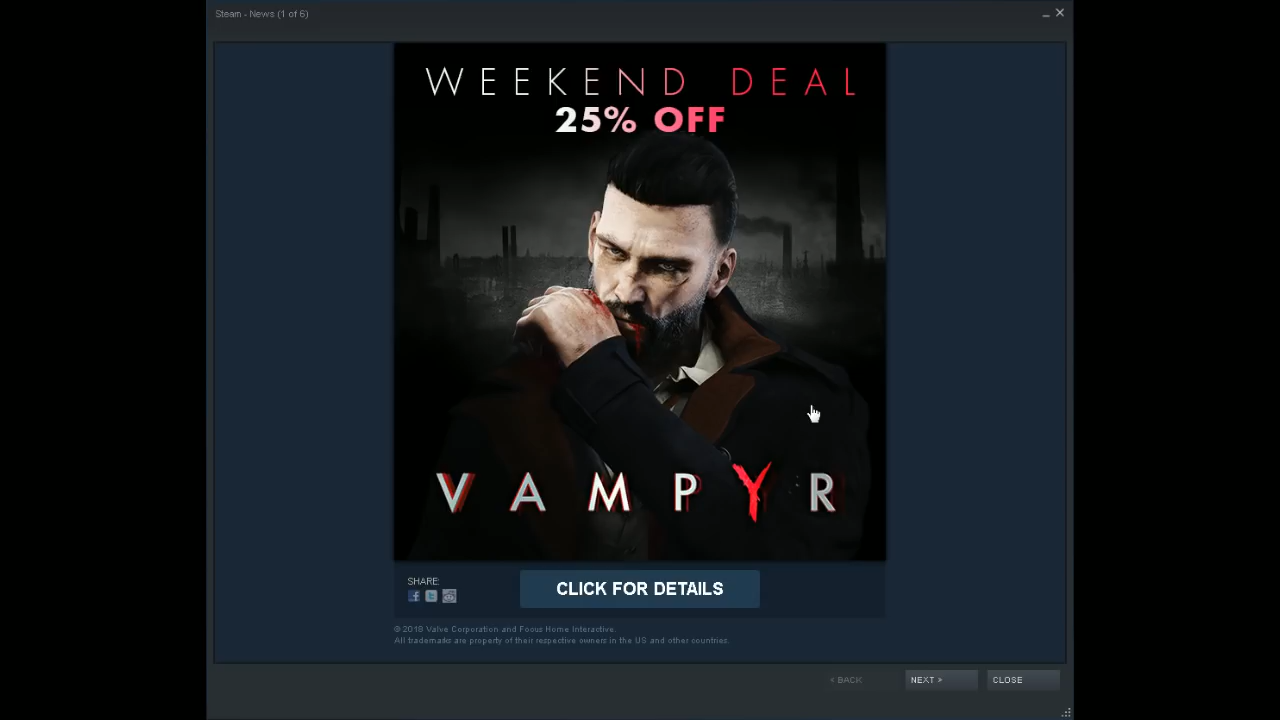 Steam - News (1 of 6)
WEEKEND DEAL
25% OFF
VAMPYR
SHARE:
CLICK FOR DETAILS
© 2018 Valve Corporation and Focus Home Interactive.
All trademarks are property of their respective owners in the US and other countries.
< BACK
NEXT >
CLOSE